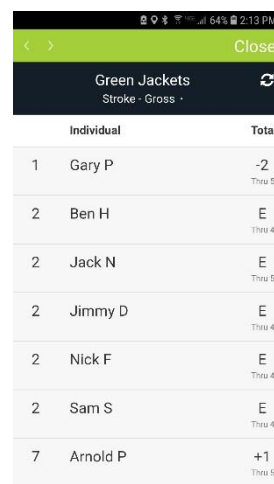 64% 2:13 PM
< > Close
Green Jackets
Stroke - Gross
Individual Tota
1 Gary P -2
Thru 5
2 Ben H E
Thru 4
2 Jack N E
Thru 5
2 Jimmy D E
Thru 4
2 Nick F E
Thru 4
2 Sam S E
Thru 4
7 Arnold P +1
Thru 5